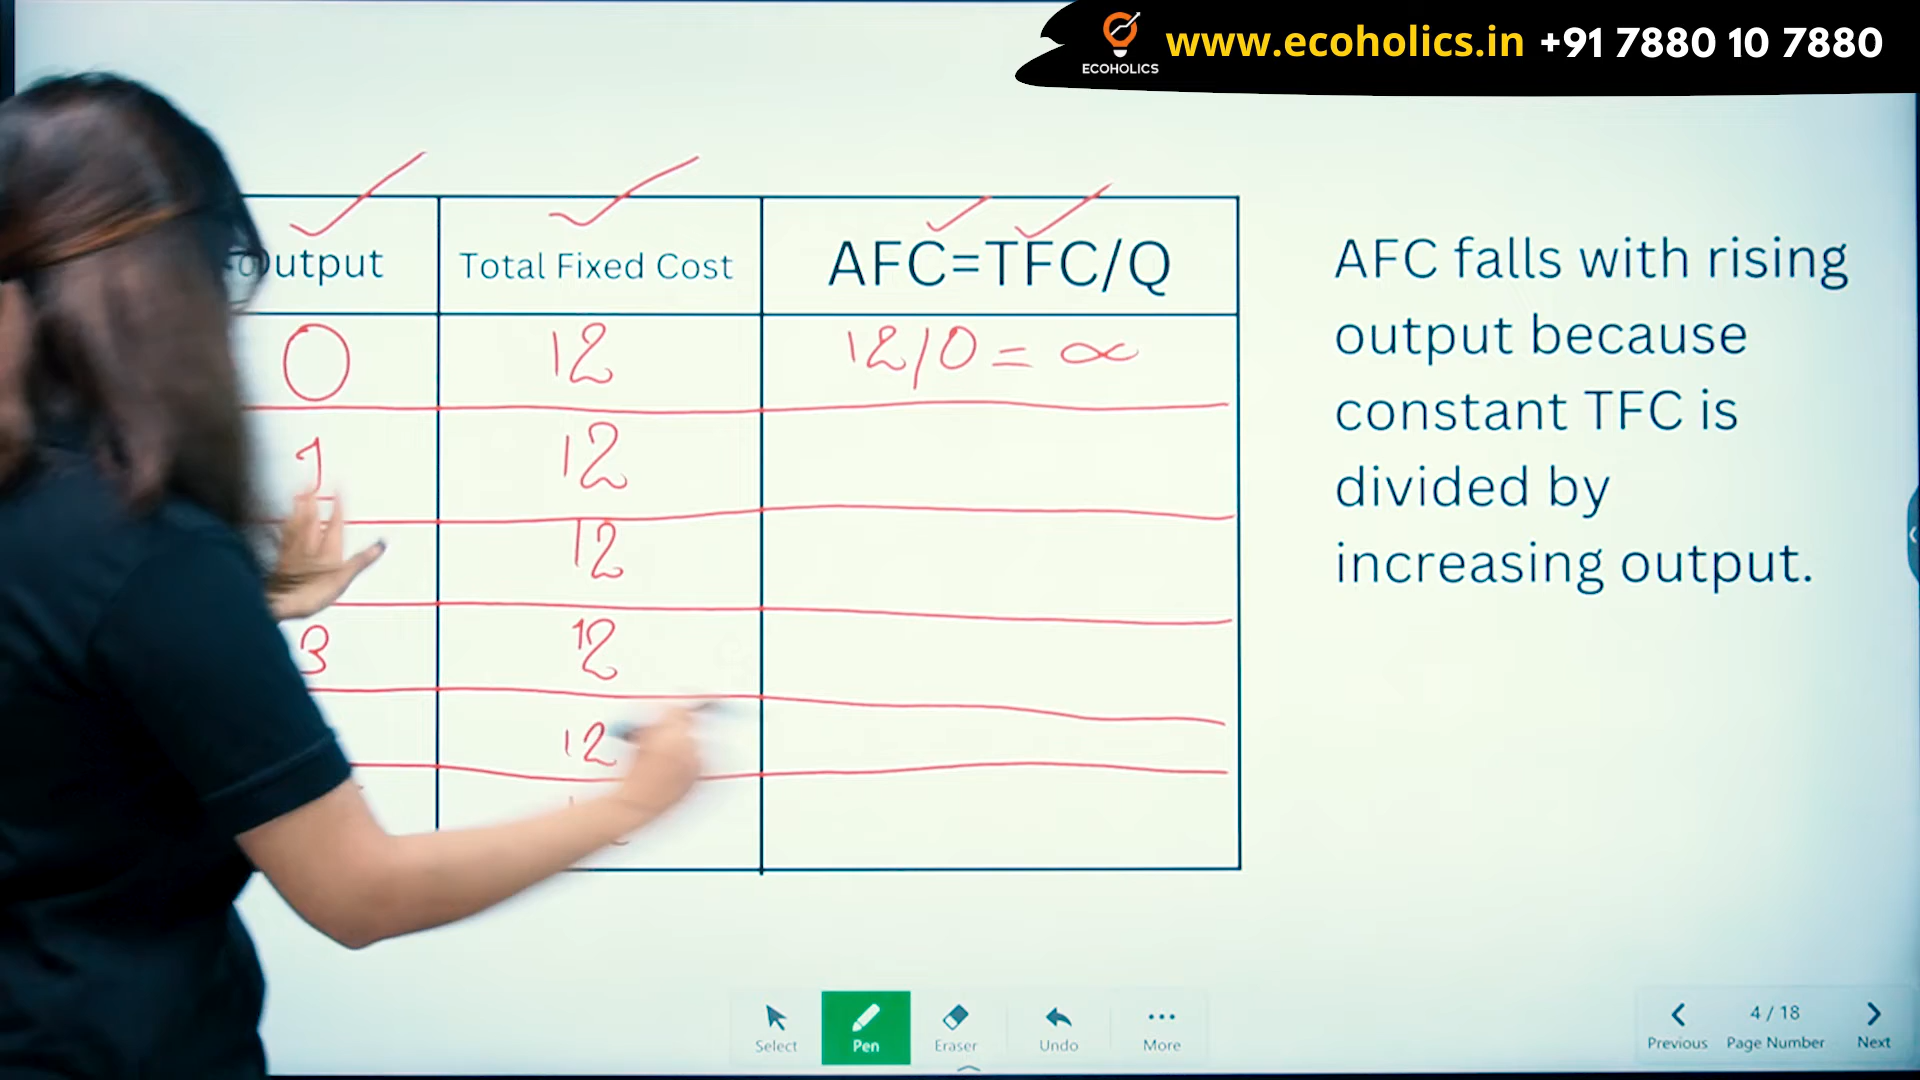 www.ecoholics.in +91 7880 10 7880
ECOHOLICS
Output Total Fixed Cost AFC=TFC/Q
0 12 12/0 = ∞
1 12
12
3 12
12
AFC falls with rising
output because
constant TFC is
divided by
increasing output.
Select Pen Eraser Undo More
Previous 4 / 18 Page Number Next